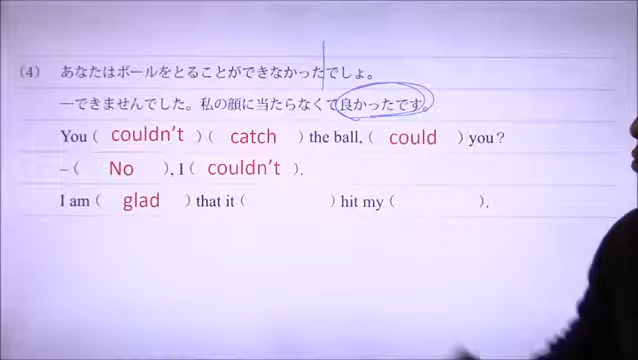 (4) あなたはボールをとることができなかったでしょ。
―できませんでした。私の顔に当たらなくて良かったです。
You ( couldn't ) ( catch ) the ball, ( could ) you?
– ( No ), I ( couldn't ).
I am ( glad ) that it (        ) hit my (        ).